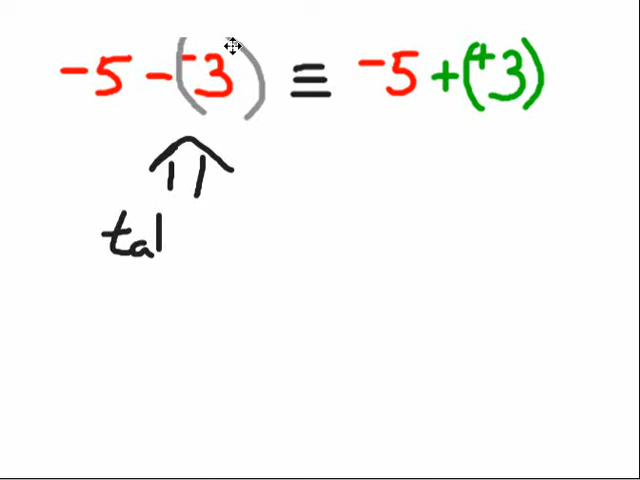 -5 - (-3) ≡ -5 + (+3)
tal